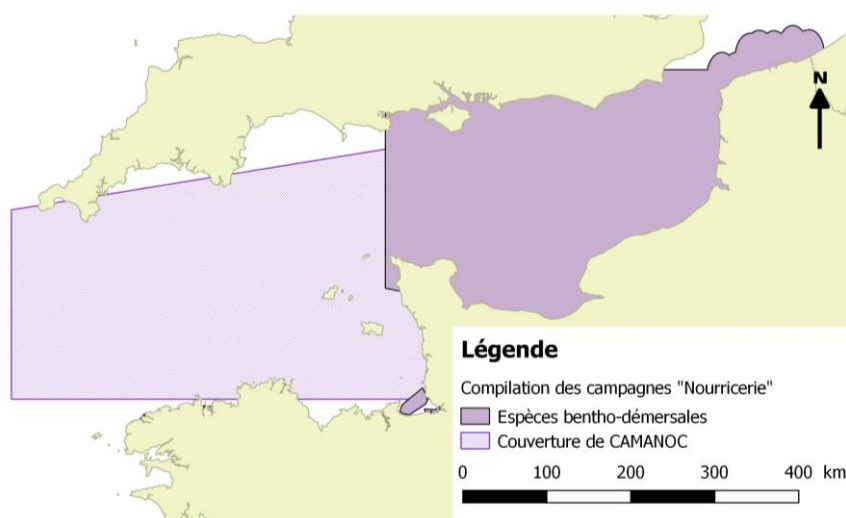 N
Légende
Compilation des campagnes "Nourricerie"
Espèces bentho-démersales
Couverture de CAMANOC
0 100 200 300 400 km